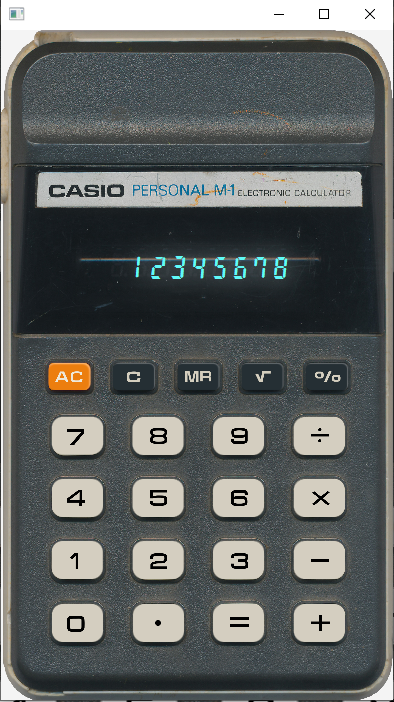 CASIO PERSONAL M-1 ELECTRONIC CALCULATOR
12345678
AC C MR √ %
7 8 9 ÷
4 5 6 ×
1 2 3 −
0 . = +